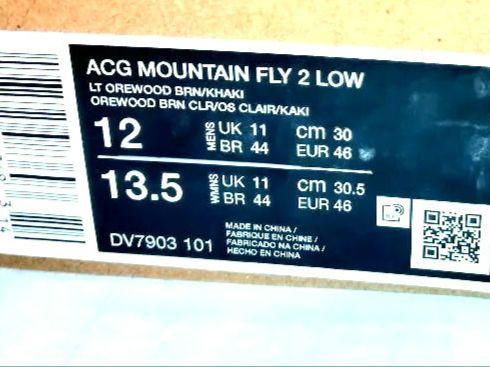 ACG MOUNTAIN FLY 2 LOW
LT OREWOOD BRN/KHAKI
OREWOOD BRN CLR/OS CLAIR/KAKI
12 MENS UK 11 cm 30
BR 44 EUR 46
13.5 WMNS UK 11 cm 30.5
BR 44 EUR 46
DV7903 101
MADE IN CHINA /
FABRIQUE EN CHINE /
FABRICADO NA CHINA /
HECHO EN CHINA